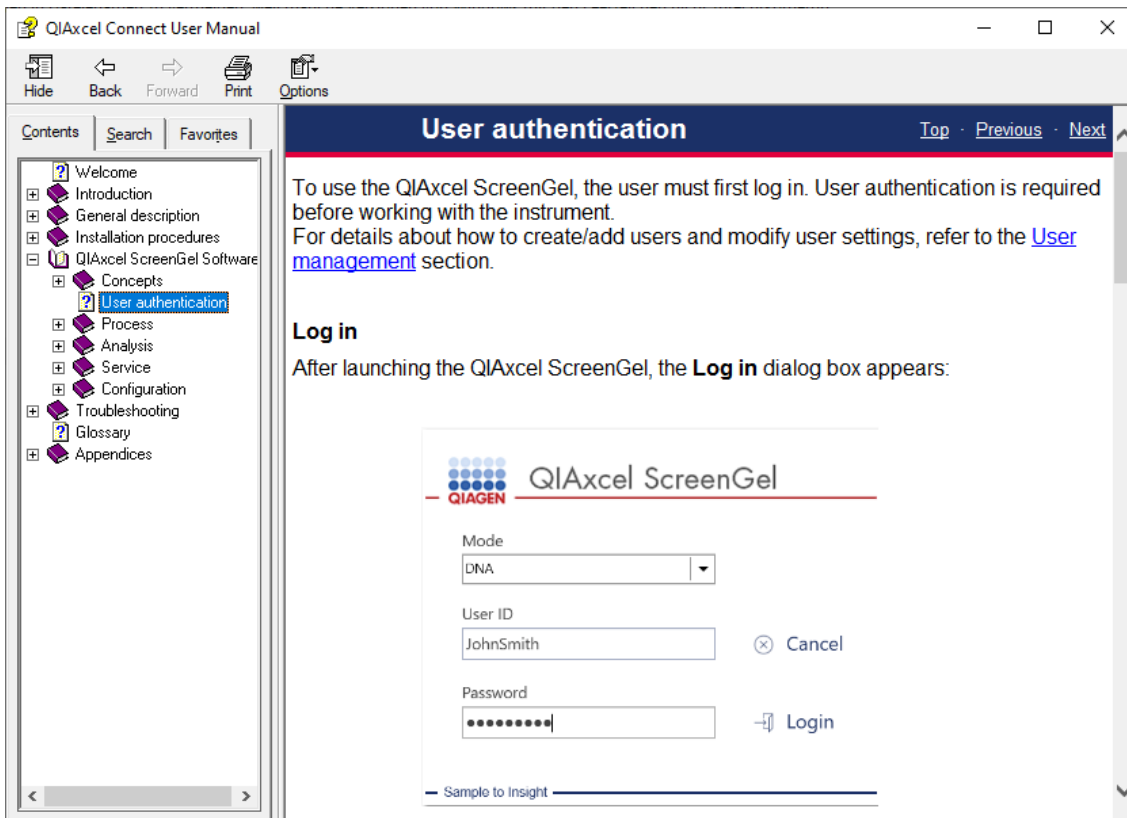 QIAxcel Connect User Manual
Hide
Back
Forward
Print
Options
Contents
Search
Favorites
Welcome
Introduction
General description
Installation procedures
QIAxcel ScreenGel Software
Concepts
User authentication
Process
Analysis
Service
Configuration
Troubleshooting
Glossary
Appendices
User authentication
Top · Previous · Next
To use the QIAxcel ScreenGel, the user must first log in. User authentication is required
before working with the instrument.
For details about how to create/add users and modify user settings, refer to the User
management section.
Log in
After launching the QIAxcel ScreenGel, the Log in dialog box appears:
QIAGEN
QIAxcel ScreenGel
Mode
DNA
User ID
JohnSmith
Cancel
Password
Login
Sample to Insight